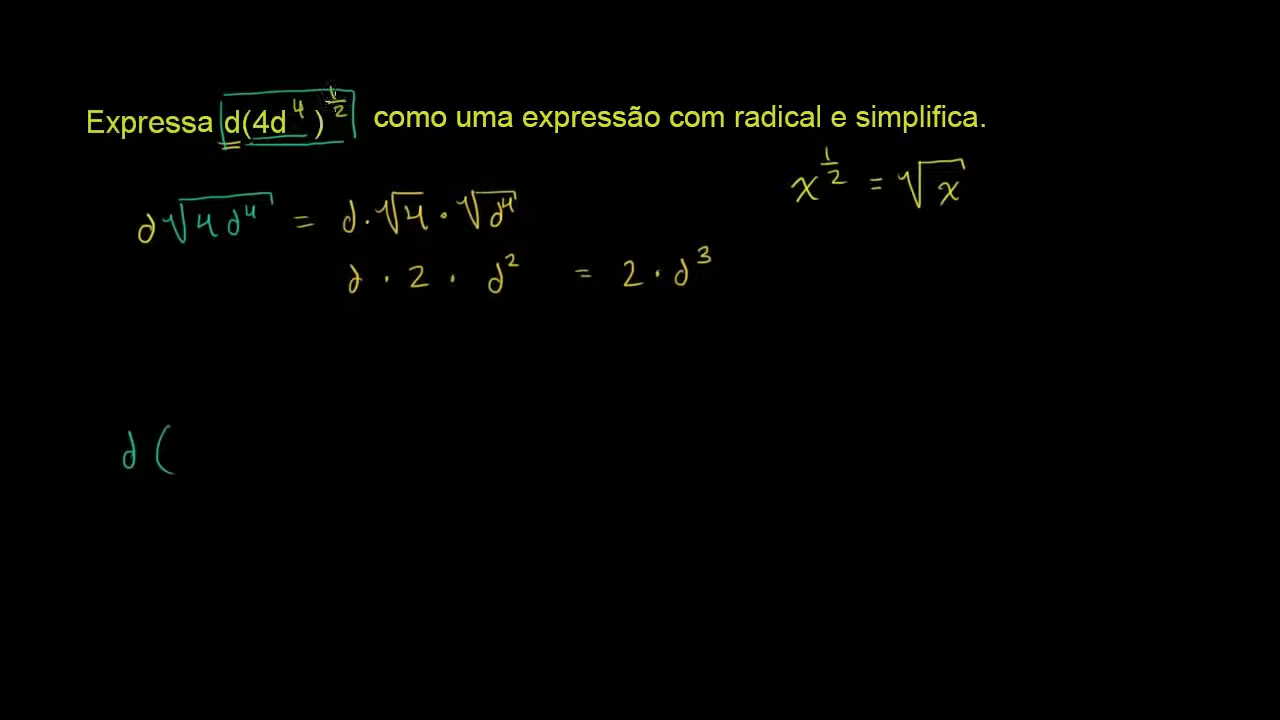 Expressa d(4d⁴)^½ como uma expressão com radical e simplifica.
x^½ = √x
d√4d⁴ = d·√4·√d⁴
d · 2 · d² = 2·d³
d(